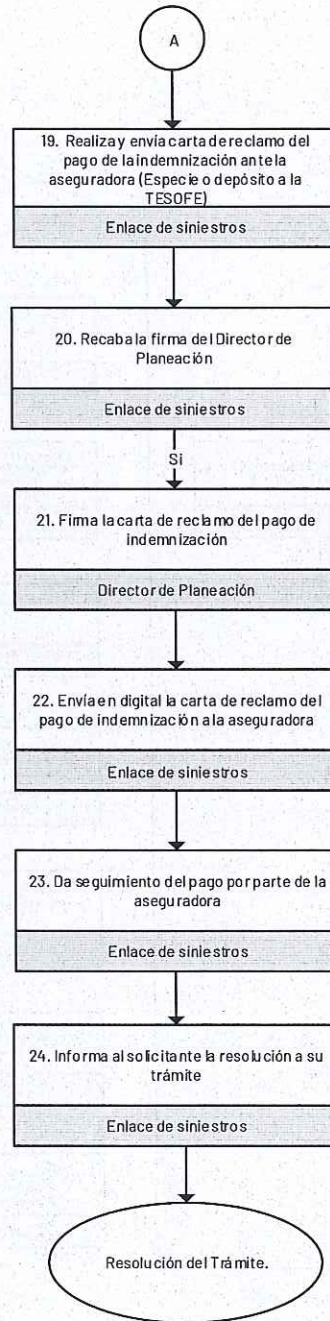 A
19. Realiza y envía carta de reclamo del
pago de la indemnización ante la
aseguradora (Especie o depósito a la
TESOFE)
Enlace de siniestros
20. Recaba la firma del Director de
Planeación
Enlace de siniestros
Si
21. Firma la carta de reclamo del pago de
indemnización
Director de Planeación
22. Envía en digital la carta de reclamo del
pago de indemnización a la aseguradora
Enlace de siniestros
23. Da seguimiento del pago por parte de la
aseguradora
Enlace de siniestros
24. Informa al solicitante la resolución a su
trámite
Enlace de siniestros
Resolución del Trámite.